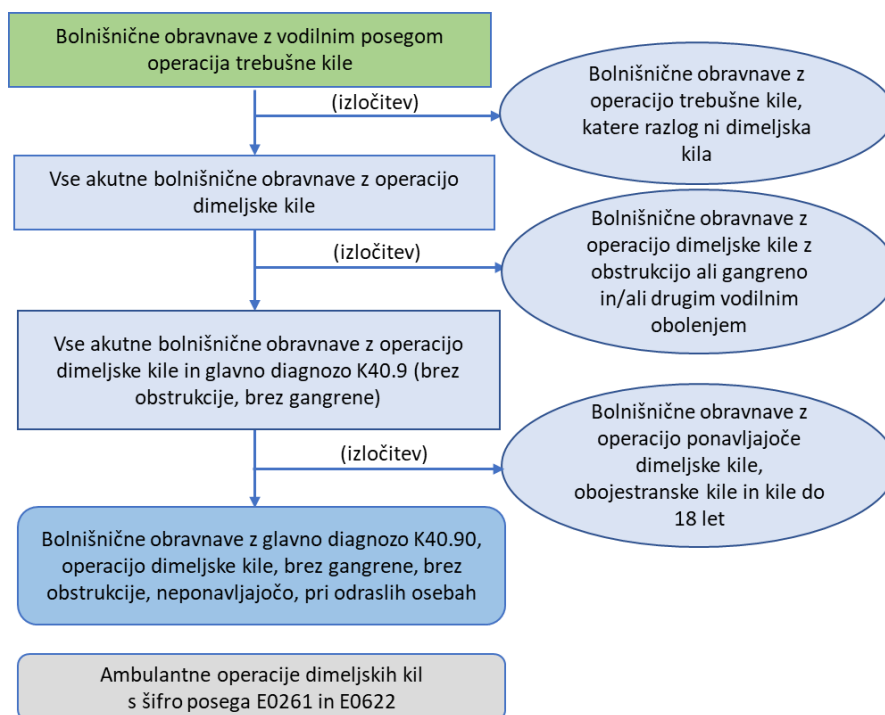 Bolnišnične obravnave z vodilnim posegom
operacija trebušne kile
(izločitev)
Bolnišnične obravnave z
operacijo trebušne kile,
katere razlog ni dimeljska
kila
Vse akutne bolnišnične obravnave z operacijo
dimeljske kile
(izločitev)
Bolnišnične obravnave z
operacijo dimeljske kile z
obstrukcijo ali gangreno
in/ali drugim vodilnim
obolenjem
Vse akutne bolnišnične obravnave z operacijo
dimeljske kile in glavno diagnozo K40.9 (brez
obstrukcije, brez gangrene)
(izločitev)
Bolnišnične obravnave z
operacijo ponavljajoče
dimeljske kile,
obojestranske kile in kile do
18 let
Bolnišnične obravnave z glavno diagnozo K40.90,
operacijo dimeljske kile, brez gangrene, brez
obstrukcije, neponavljajočo, pri odraslih osebah
Ambulantne operacije dimeljskih kil
s šifro posega E0261 in E0622